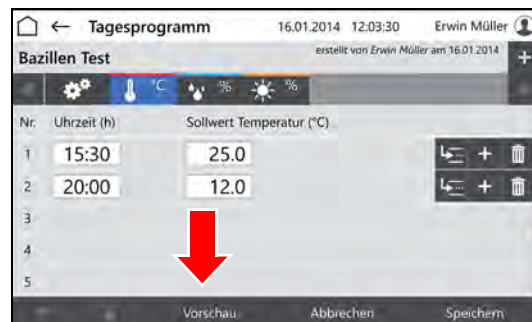 ← Tagesprogramm 16.01.2014 12:03:30 Erwin Müller
Bazillen Test erstellt von Erwin Müller am 16.01.2014 +
°C % %
Nr. Uhrzeit (h) Sollwert Temperatur (°C)
1 15:30 25.0 +
2 20:00 12.0 +
3
4
5
Vorschau Abbrechen Speichern